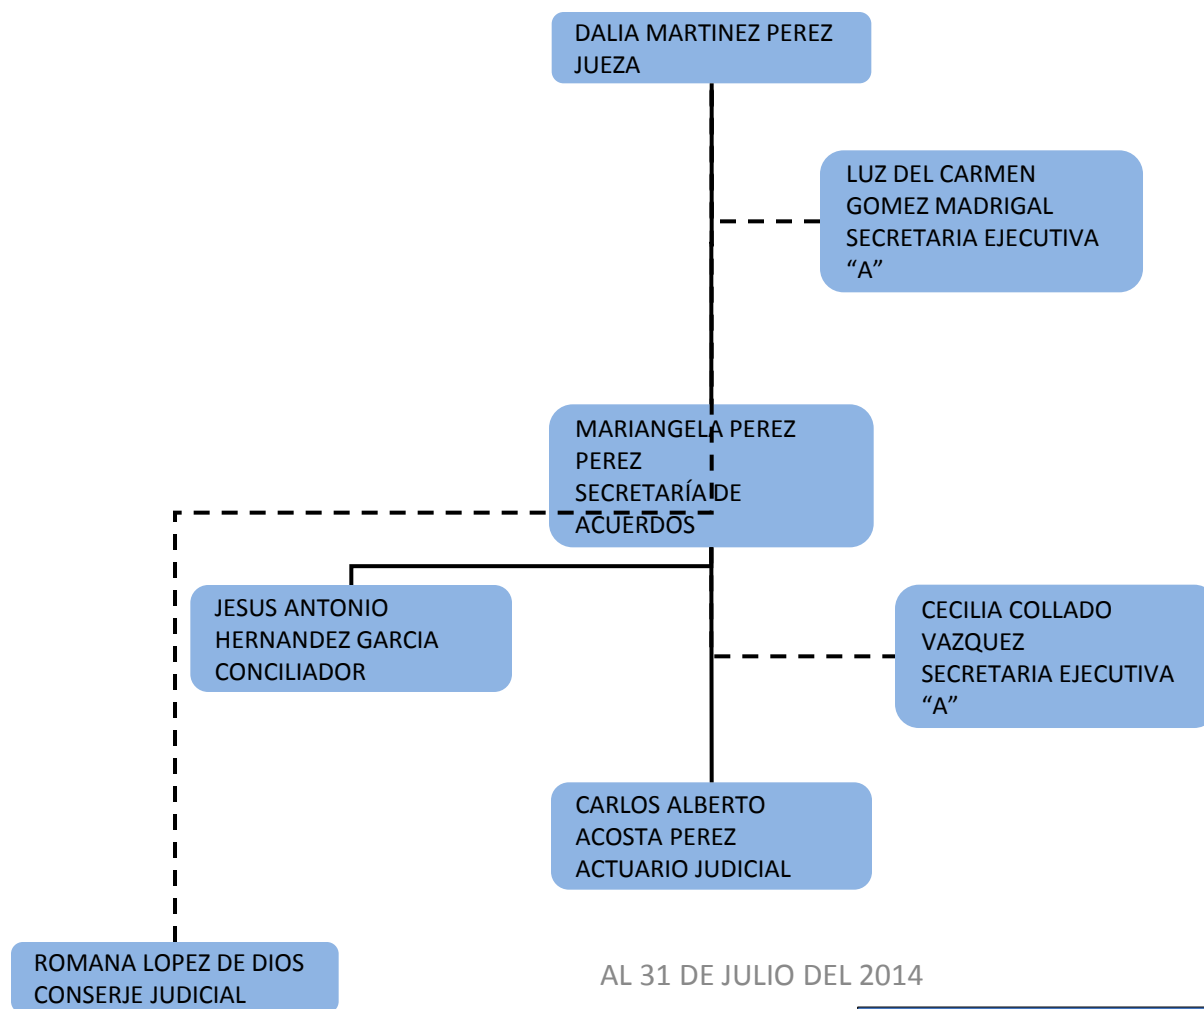 DALIA MARTINEZ PEREZ
JUEZA
LUZ DEL CARMEN
GOMEZ MADRIGAL
SECRETARIA EJECUTIVA
“A”
MARIANGELA PEREZ
PEREZ
SECRETARÍA DE
ACUERDOS
JESUS ANTONIO
HERNANDEZ GARCIA
CONCILIADOR
CECILIA COLLADO
VAZQUEZ
SECRETARIA EJECUTIVA
“A”
CARLOS ALBERTO
ACOSTA PEREZ
ACTUARIO JUDICIAL
ROMANA LOPEZ DE DIOS
CONSERJE JUDICIAL
AL 31 DE JULIO DEL 2014